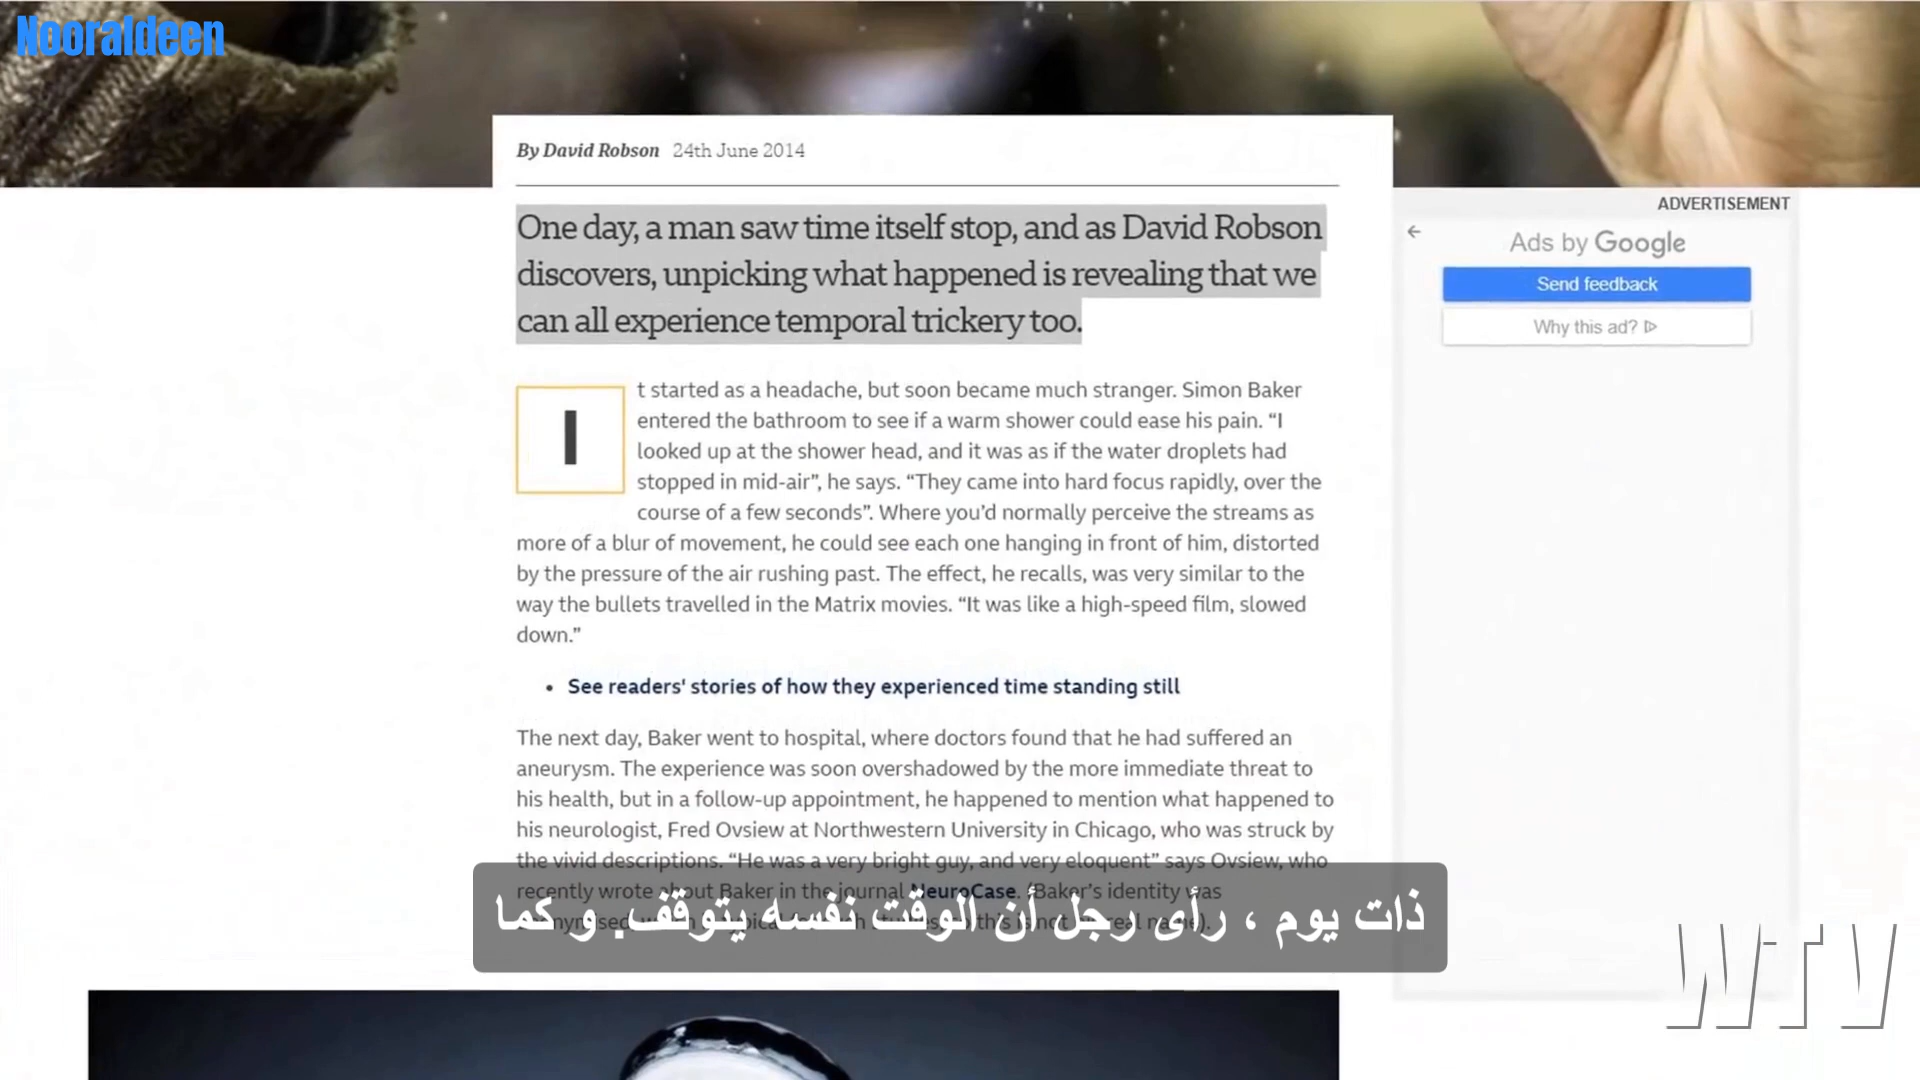 Nooraldeen
By David Robson 24th June 2014
One day, a man saw time itself stop, and as David Robson
discovers, unpicking what happened is revealing that we
can all experience temporal trickery too.
ADVERTISEMENT
Ads by Google
Send feedback
Why this ad?
It started as a headache, but soon became much stranger. Simon Baker
entered the bathroom to see if a warm shower could ease his pain. “I
looked up at the shower head, and it was as if the water droplets had
stopped in mid-air”, he says. “They came into hard focus rapidly, over the
course of a few seconds”. Where you’d normally perceive the streams as
more of a blur of movement, he could see each one hanging in front of him, distorted
by the pressure of the air rushing past. The effect, he recalls, was very similar to the
way the bullets travelled in the Matrix movies. “It was like a high-speed film, slowed
down.”
• See readers' stories of how they experienced time standing still
The next day, Baker went to hospital, where doctors found that he had suffered an
aneurysm. The experience was soon overshadowed by the more immediate threat to
his health, but in a follow-up appointment, he happened to mention what happened to
his neurologist, Fred Ovsiew at Northwestern University in Chicago, who was struck by
the vivid descriptions. “He was a very bright guy, and very eloquent” says Ovsiew, who
recently wrote about Baker in the journal NeuroCase. (Baker’s identity was
ذات يوم ، رأى رجل أن الوقت نفسه يتوقف. و كما
WTV